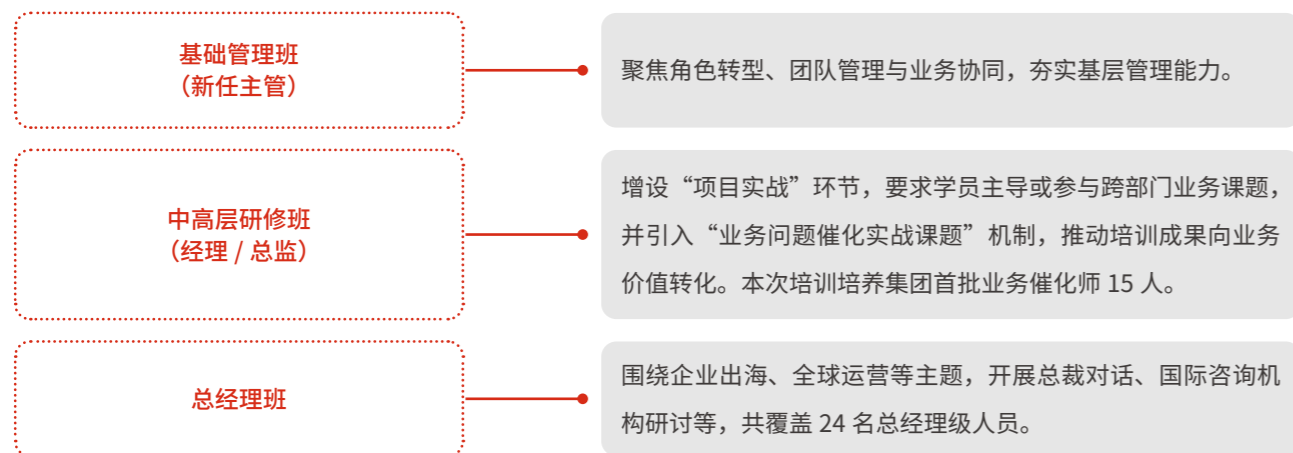 基础管理班
（新任主管）
聚焦角色转型、团队管理与业务协同，夯实基层管理能力。
中高层研修班
（经理 / 总监）
增设“项目实战”环节，要求学员主导或参与跨部门业务课题，
并引入“业务问题催化实战课题”机制，推动培训成果向业务
价值转化。本次培训培养集团首批业务催化师 15 人。
总经理班
围绕企业出海、全球运营等主题，开展总裁对话、国际咨询机
构研讨等，共覆盖 24 名总经理级人员。